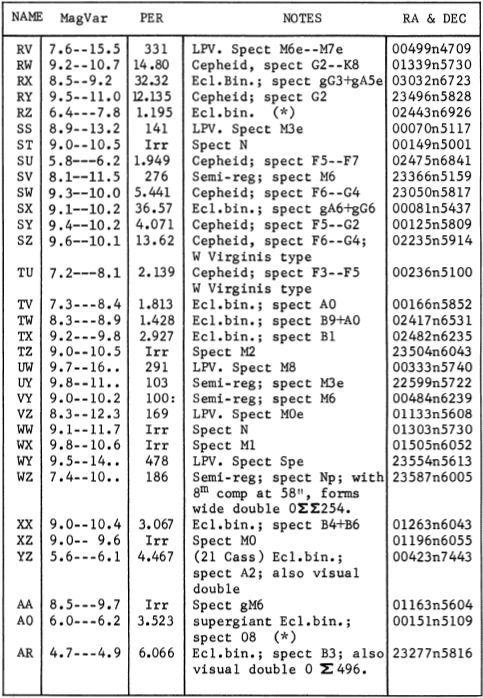 NAME MagVar PER NOTES RA & DEC
RV 7.6--15.5 331 LPV. Spect M6e--M7e 00499n4709
RW 9.2--10.7 14.80 Cepheid, spect G2--K8 01339n5730
RX 8.5--9.2 32.32 Ecl.Bin.; spect gG3+gA5e 03032n6723
RY 9.5--11.0 12.135 Cepheid; spect G2 23496n5828
RZ 6.4---7.8 1.195 Ecl.bin. (*) 02443n6926
SS 8.9--13.2 141 LPV. Spect M3e 00070n5117
ST 9.0--10.5 Irr Spect N 00149n5001
SU 5.8---6.2 1.949 Cepheid; spect F5--F7 02475n6841
SV 8.1--11.5 276 Semi-reg; spect M6 23366n5159
SW 9.3--10.0 5.441 Cepheid; spect F6--G4 23050n5817
SX 9.1--10.2 36.57 Ecl.bin.; spect gA6+gG6 00081n5437
SY 9.4--10.2 4.071 Cepheid; spect F5--G2 00125n5809
SZ 9.6--10.1 13.62 Cepheid, spect F6--G4; 02235n5914
W Virginis type
TU 7.2---8.1 2.139 Cepheid; spect F3--F5 00236n5100
W Virginis type
TV 7.3---8.4 1.813 Ecl.bin.; spect A0 00166n5852
TW 8.3---8.9 1.428 Ecl.bin.; spect B9+A0 02417n6531
TX 9.2---9.8 2.927 Ecl.bin.; spect B1 02482n6235
TZ 9.0--10.5 Irr Spect M2 23504n6043
UW 9.7--16.. 291 LPV. Spect M8 00333n5740
UY 9.8--11.. 103 Semi-reg; spect M3e 22599n5722
VY 9.0--10.2 100: Semi-reg; spect M6 00484n6239
VZ 8.3--12.3 169 LPV. Spect M0e 01133n5608
WW 9.1--11.7 Irr Spect N 01303n5730
WX 9.8--10.6 Irr Spect M1 01505n6052
WY 9.5--14.. 478 LPV. Spect Spe 23554n5613
WZ 7.4--10.. 186 Semi-reg; spect Np; with 23587n6005
8m comp at 58", forms
wide double OΣΣ254.
XX 9.0--10.4 3.067 Ecl.bin.; spect B4+B6 01263n6043
XZ 9.0-- 9.6 Irr Spect M0 01196n6055
YZ 5.6---6.1 4.467 (21 Cass) Ecl.bin.; 00423n7443
spect A2; also visual
double
AA 8.5---9.7 Irr Spect gM6 01163n5604
AO 6.0---6.2 3.523 supergiant Ecl.bin.; 00151n5109
spect O8 (*)
AR 4.7---4.9 6.066 Ecl.bin.; spect B3; also 23277n5816
visual double O Σ 496.